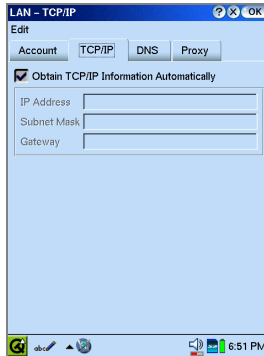 LAN – TCP/IP ? X OK
Edit
Account TCP/IP DNS Proxy
Obtain TCP/IP Information Automatically
IP Address
Subnet Mask
Gateway
abc 6:51 PM